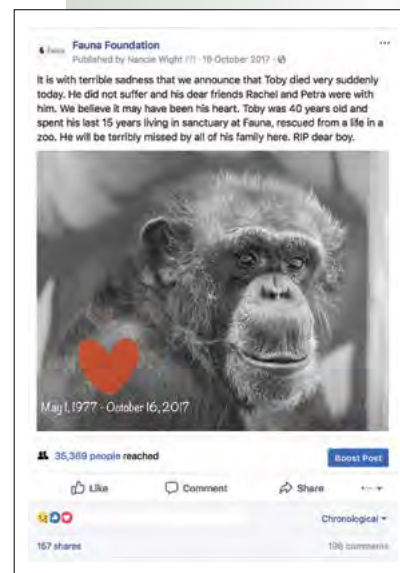 Fauna Foundation
Published by Nancie Wight · 16 October 2017 ·
It is with terrible sadness that we announce that Toby died very suddenly
today. He did not suffer and his dear friends Rachel and Petra were with
him. We believe it may have been his heart. Toby was 40 years old and
spent his last 15 years living in sanctuary at Fauna, rescued from a life in a
zoo. He will be terribly missed by all of his family here. RIP dear boy.
May 1, 1977 - October 16, 2017
35,369 people reached
Boost Post
Like
Comment
Share
Chronological
157 shares
196 comments